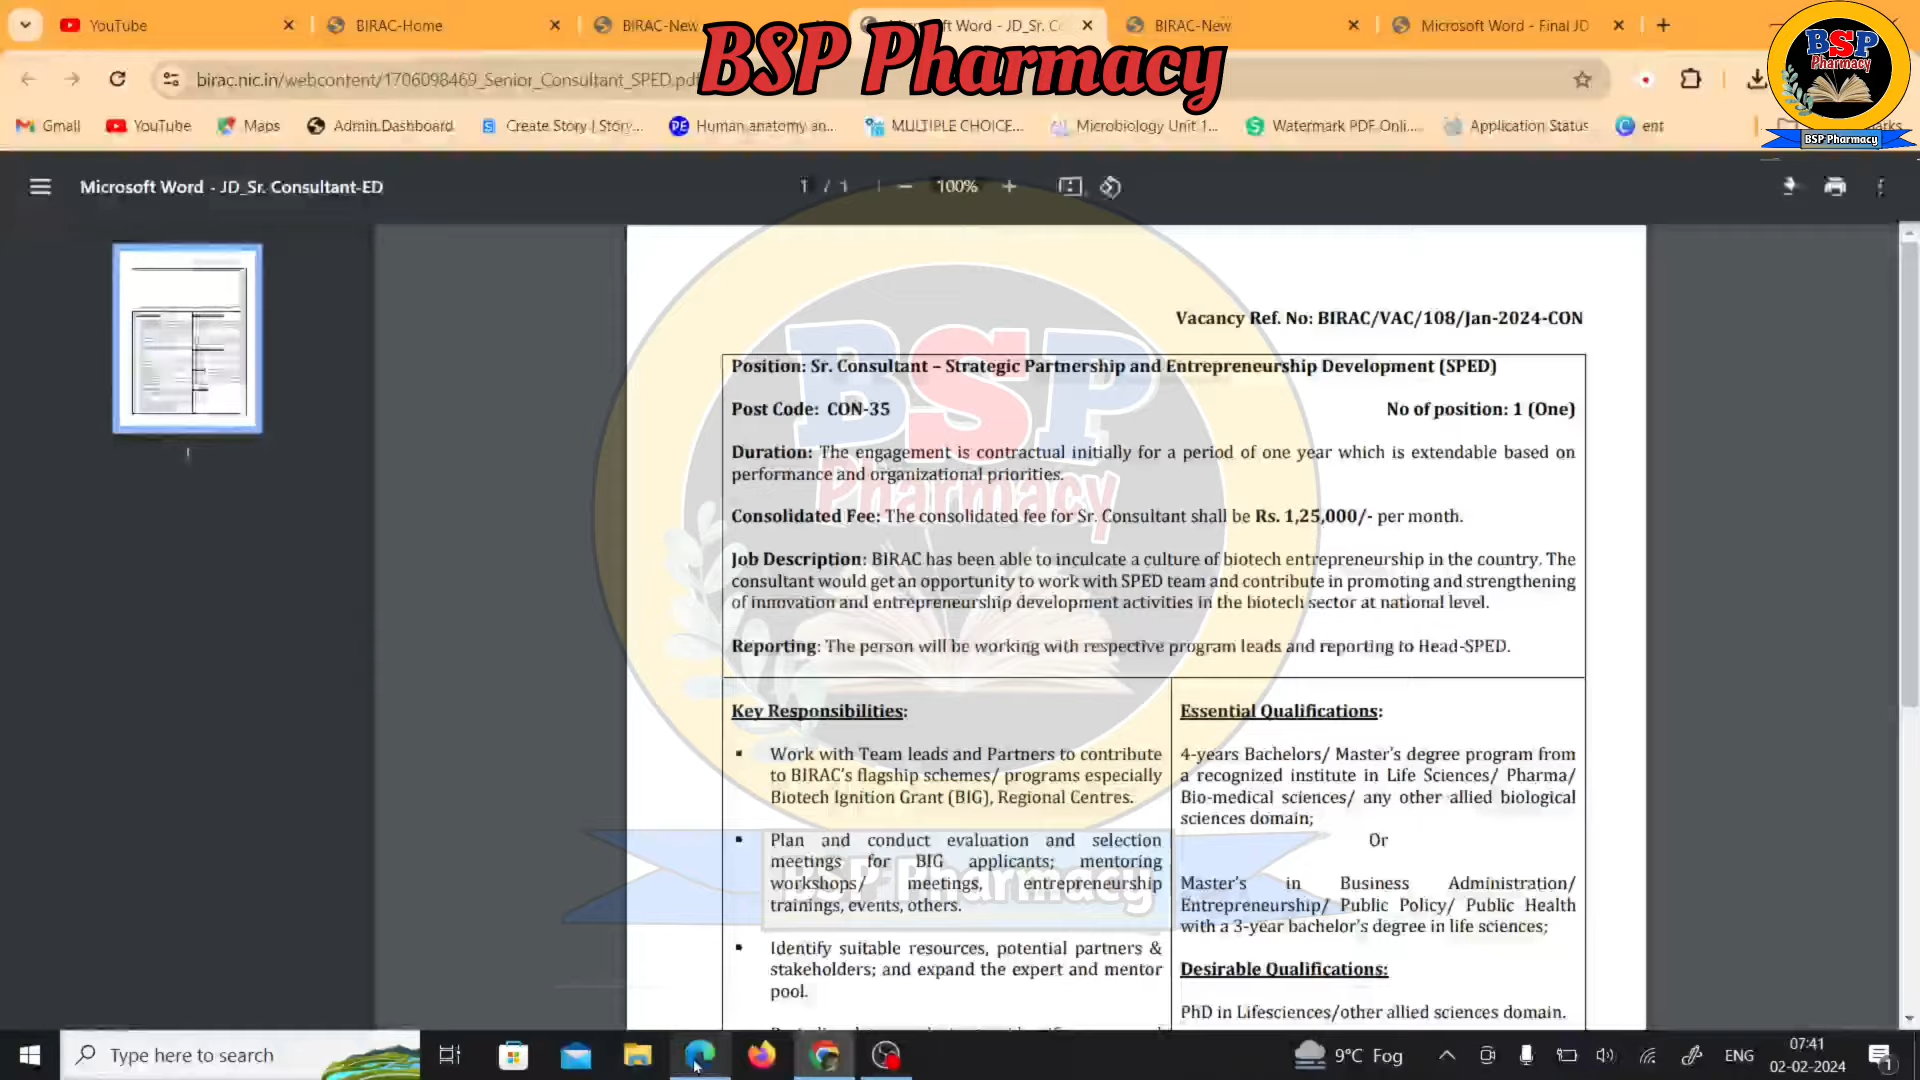 YouTube
BIRAC-Home
BIRAC-New
Microsoft Word - JD_Sr. Co
BIRAC-New
Microsoft Word - Final JD
BSP Pharmacy
birac.nic.in/webcontent/1706098469_Senior_Consultant_SPED.pdf
BSP
Pharmacy
BSP Pharmacy
Gmail
YouTube
Maps
Admin Dashboard
Create Story | Story...
Human anatomy an...
MULTIPLE CHOICE...
Microbiology Unit 1...
Watermark PDF Onli...
Application Status
ent
Microsoft Word - JD_Sr. Consultant-ED
1 / 1
100%
1
Vacancy Ref. No: BIRAC/VAC/108/Jan-2024-CON
Position: Sr. Consultant – Strategic Partnership and Entrepreneurship Development (SPED)
Post Code: CON-35 No of position: 1 (One)
Duration: The engagement is contractual initially for a period of one year which is extendable based on
performance and organizational priorities.
Consolidated Fee: The consolidated fee for Sr. Consultant shall be Rs. 1,25,000/- per month.
Job Description: BIRAC has been able to inculcate a culture of biotech entrepreneurship in the country. The
consultant would get an opportunity to work with SPED team and contribute in promoting and strengthening
of innovation and entrepreneurship development activities in the biotech sector at national level.
Reporting: The person will be working with respective program leads and reporting to Head-SPED.
Key Responsibilities:
▪ Work with Team leads and Partners to contribute
to BIRAC's flagship schemes/ programs especially
Biotech Ignition Grant (BIG), Regional Centres.
▪ Plan and conduct evaluation and selection
meetings for BIG applicants; mentoring
workshops/ meetings, entrepreneurship
trainings, events, others.
▪ Identify suitable resources, potential partners &
stakeholders; and expand the expert and mentor
pool.
Essential Qualifications:
4-years Bachelors/ Master's degree program from
a recognized institute in Life Sciences/ Pharma/
Bio-medical sciences/ any other allied biological
sciences domain;
Or
Master's in Business Administration/
Entrepreneurship/ Public Policy/ Public Health
with a 3-year bachelor's degree in life sciences;
Desirable Qualifications:
PhD in Lifesciences/other allied sciences domain.
BSP
Pharmacy
BSP Pharmacy
Type here to search
9°C Fog
ENG
07:41
02-02-2024
1